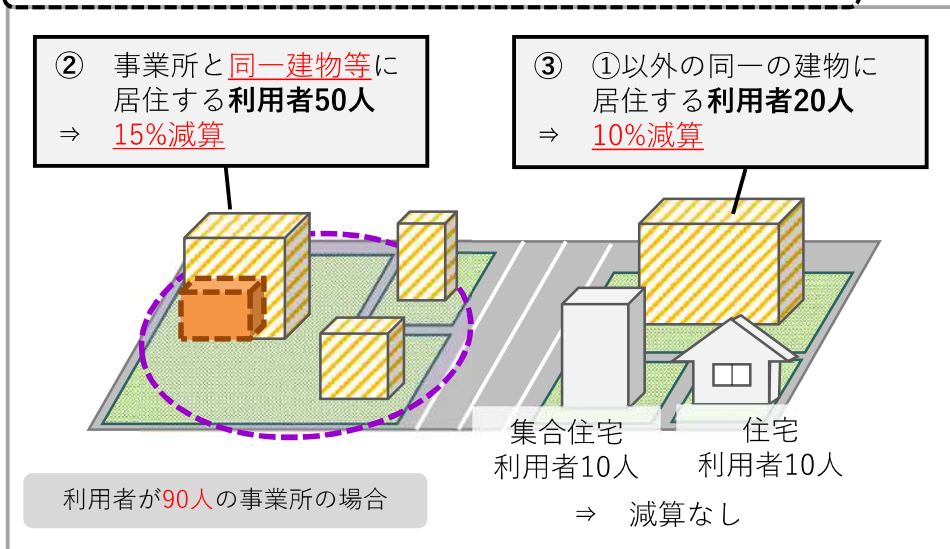 ② 事業所と同一建物等に
居住する利用者50人
⇒ 15%減算
③ ①以外の同一の建物に
居住する利用者20人
⇒ 10%減算
集合住宅
利用者10人
住宅
利用者10人
⇒ 減算なし
利用者が90人の事業所の場合